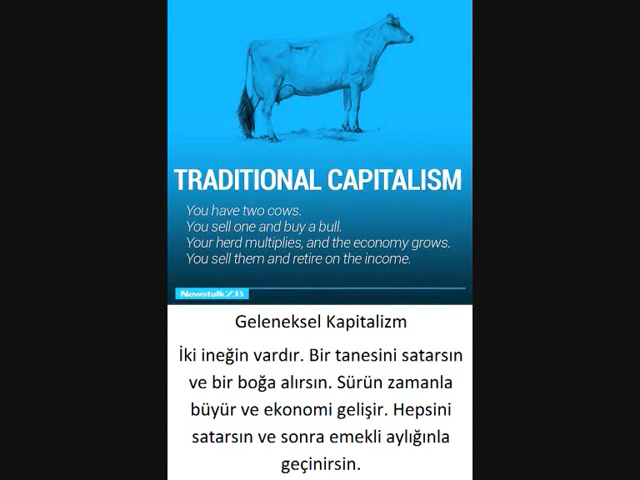 TRADITIONAL CAPITALISM
You have two cows.
You sell one and buy a bull.
Your herd multiplies, and the economy grows.
You sell them and retire on the income.
Newstalk ZB
Geleneksel Kapitalizm
İki ineğin vardır. Bir tanesini satarsın
ve bir boğa alırsın. Sürün zamanla
büyür ve ekonomi gelişir. Hepsini
satarsın ve sonra emekli aylığınla
geçinirsin.